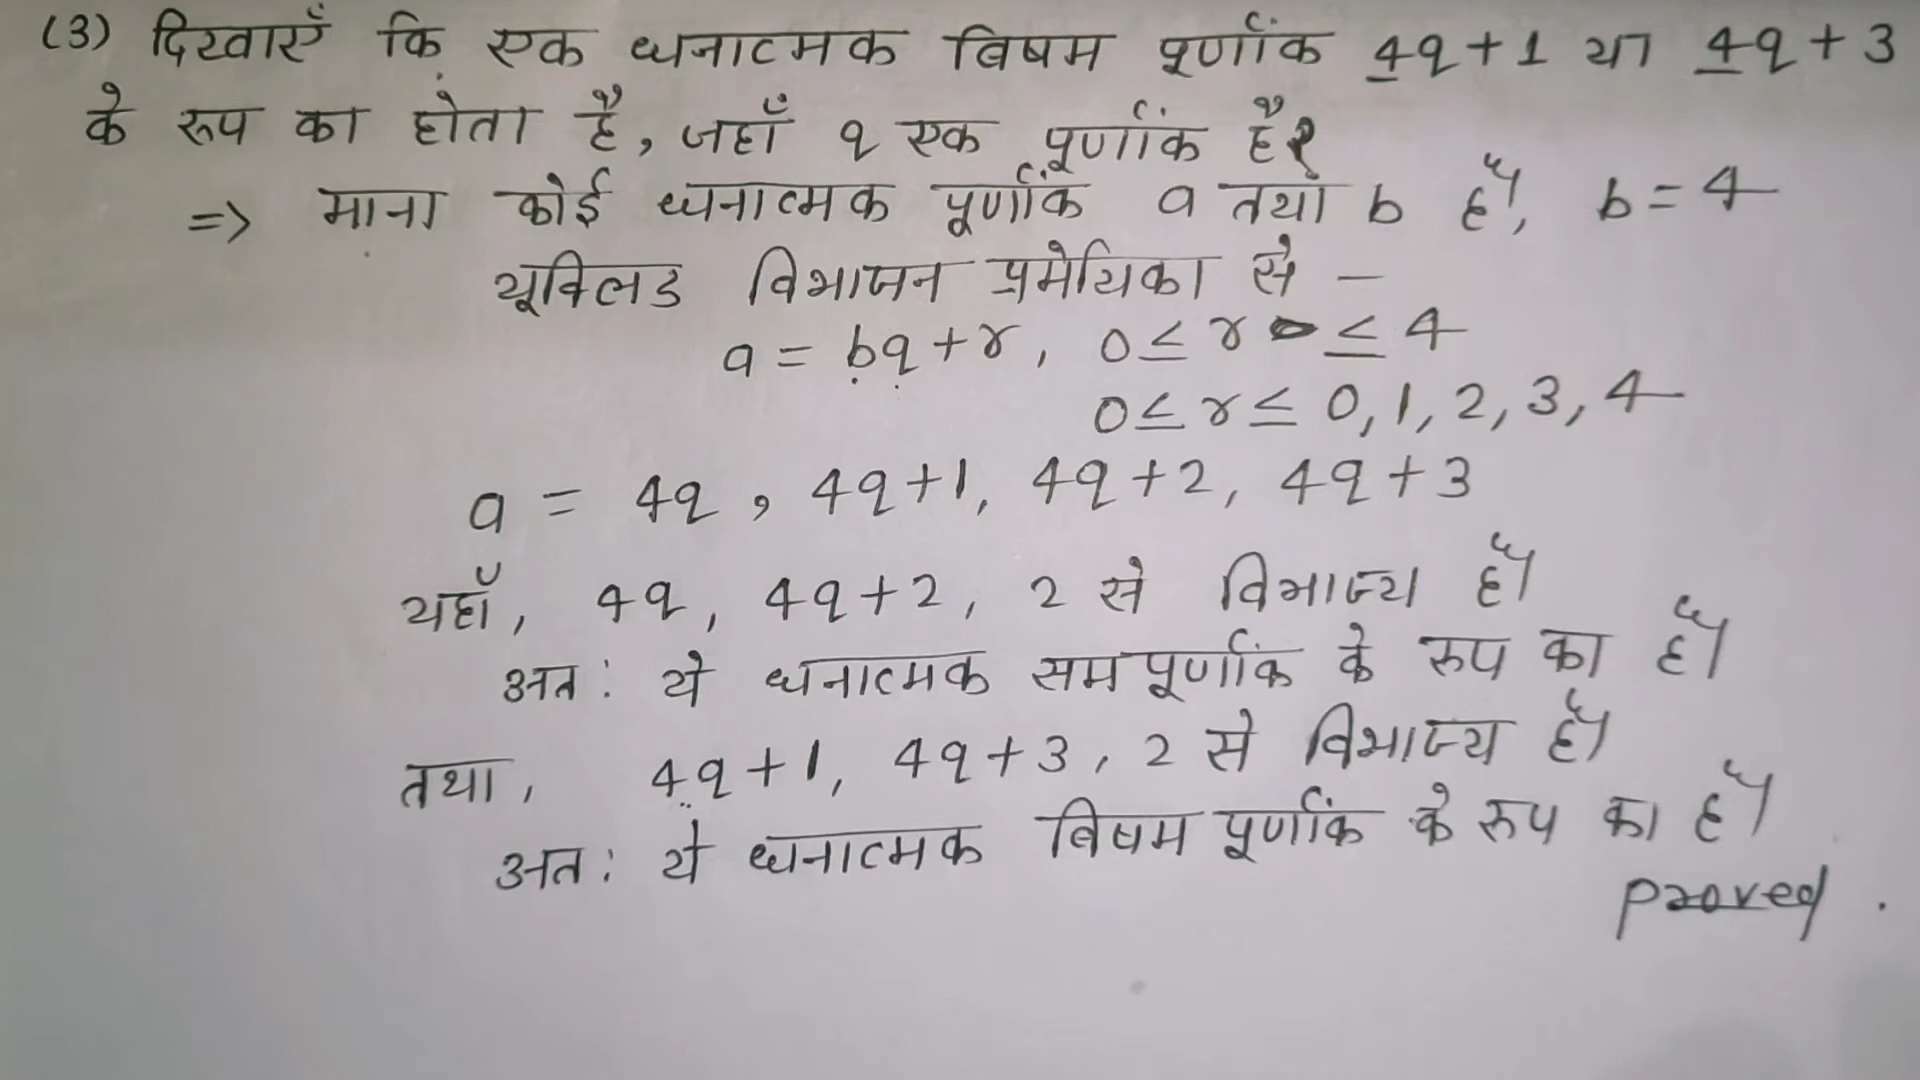 (3) दिखाएँ कि एक धनात्मक विषम पूर्णांक 4q+1 या 4q+3
के रूप का होता है, जहाँ q एक पूर्णांक है?
=> माना कोई धनात्मक पूर्णांक a तथा b हैं, b=4
यूक्लिड विभाजन प्रमेयिका से –
a = bq+r, 0≤r ≤4
0≤r≤ 0,1,2,3,4
a = 4q, 4q+1, 4q+2, 4q+3
यहाँ, 4q, 4q+2, 2 से विभाज्य हैं।
अत: ये धनात्मक समपूर्णांक के रूप का हैं।
तथा, 4q+1, 4q+3, 2 से विभाज्य हैं।
अत: ये धनात्मक विषम पूर्णांक के रूप का हैं।
proved.